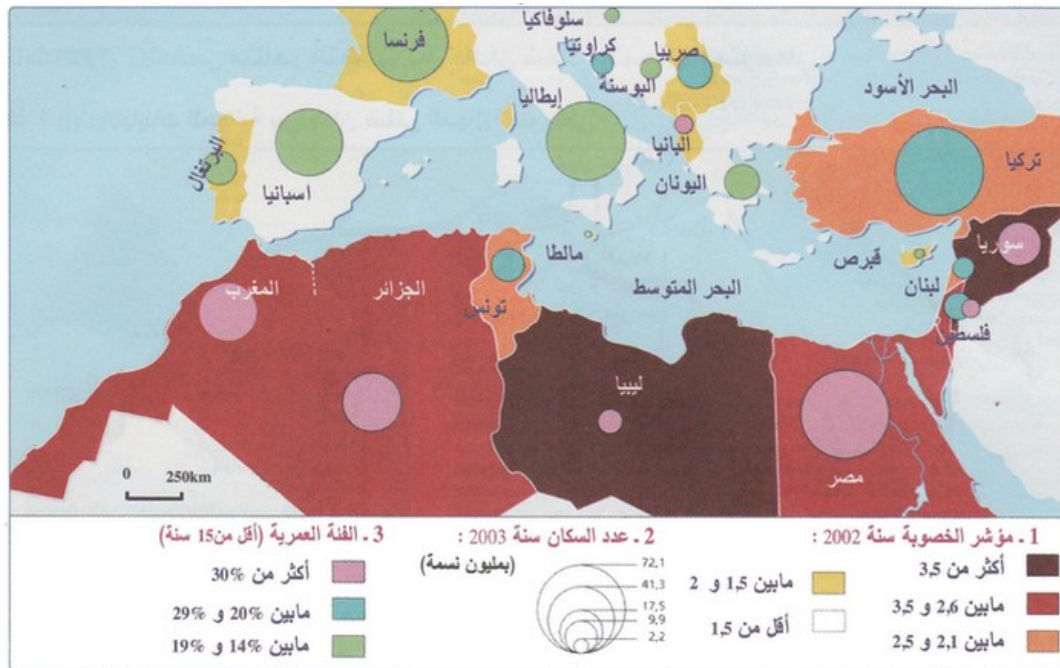 سلوفاكيا
فرنسا
كراوتيا
صربيا
البوسنة
إيطاليا
البحر الأسود
البانيا
تركيا
البرتغال
اسبانيا
اليونان
سوريا
مالطا
قبرص
لبنان
المغرب
الجزائر
تونس
البحر المتوسط
فلسطين
ليبيا
مصر
0 250km
1 ـ مؤشر الخصوبة سنة 2002 :
أكثر من 3,5
مابين 2,6 و 3,5
مابين 2,1 و 2,5
مابين 1,5 و 2
أقل من 1,5
2 ـ عدد السكان سنة 2003 :
(بمليون نسمة)
72,1
41,3
17,5
9,9
2,2
3 ـ الفئة العمرية (أقل من15 سنة)
أكثر من %30
مابين %20 و %29
مابين %14 و %19